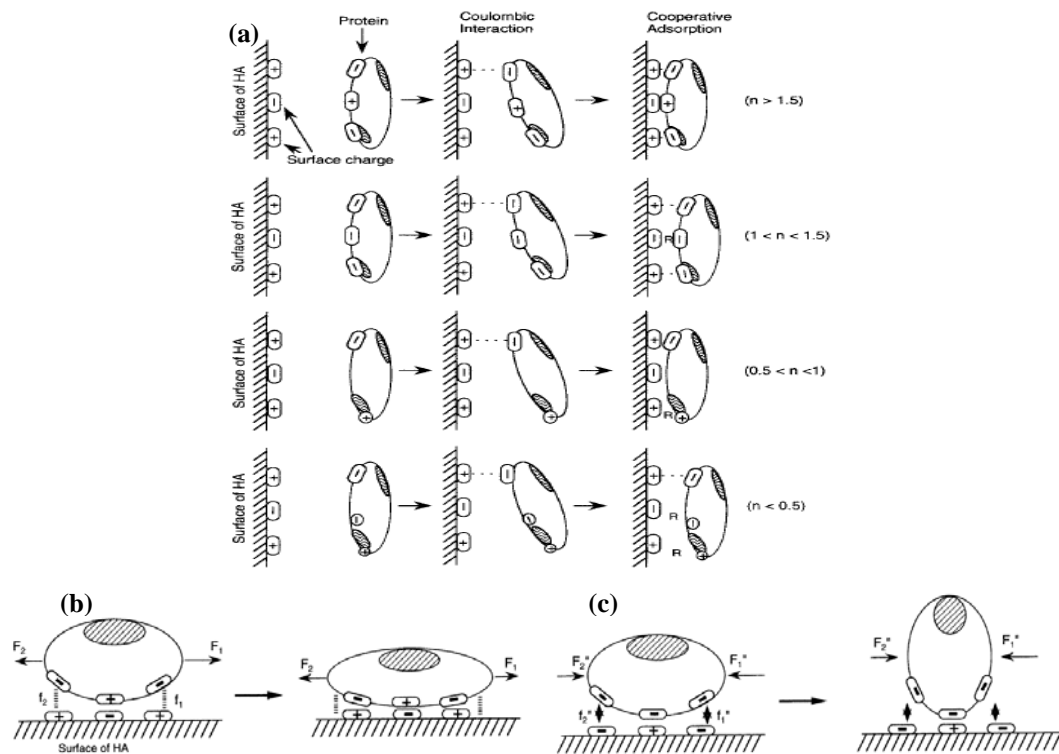 (a)
Protein
Coulombic
Interaction
Cooperative
Adsorption
Surface of HA
+ − +
− + −
− + −
+ − +
− + −
(n > 1.5)
Surface charge
Surface of HA
+ − +
− − −
− − −
+ − +
R
− − −
(1 < n < 1.5)
Surface of HA
+ − +
− +
− +
+ − +
R
− +
(0.5 < n <1)
Surface of HA
+ − +
− − +
− − +
+ − +
R
R
− − +
(n < 0.5)
(b)
F2
F1
− + −
f2
f1
+ − +
Surface of HA
F2
F1
− + −
+ − +
(c)
F2"
F1"
− − −
f2"
f1"
− + −
F2"
F1"
− − −
− + −